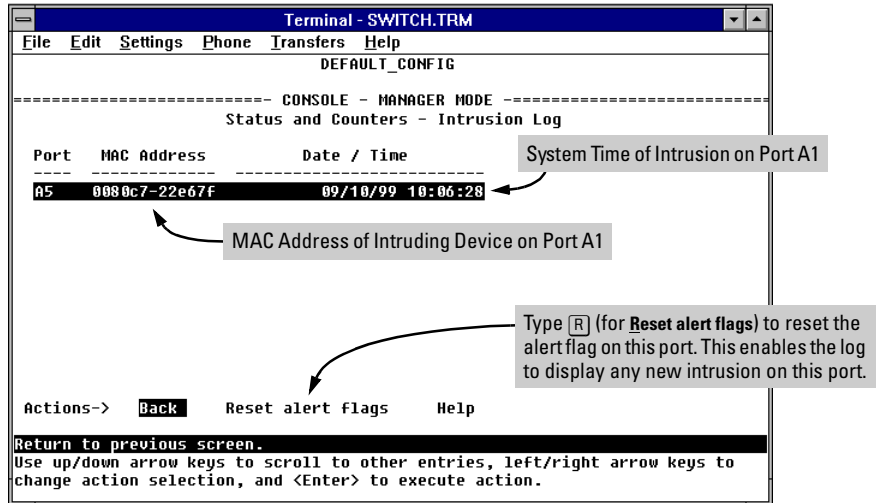 Terminal - SWITCH.TRM
File Edit Settings Phone Transfers Help
DEFAULT_CONFIG
==========================- CONSOLE - MANAGER MODE -============================
Status and Counters - Intrusion Log
Port MAC Address Date / Time
---- ------------- --------------------------
A5 0080c7-22e67f 09/10/99 10:06:28
System Time of Intrusion on Port A1
MAC Address of Intruding Device on Port A1
Type R (for Reset alert flags) to reset the
alert flag on this port. This enables the log
to display any new intrusion on this port.
Actions-> Back Reset alert flags Help
Return to previous screen.
Use up/down arrow keys to scroll to other entries, left/right arrow keys to
change action selection, and <Enter> to execute action.